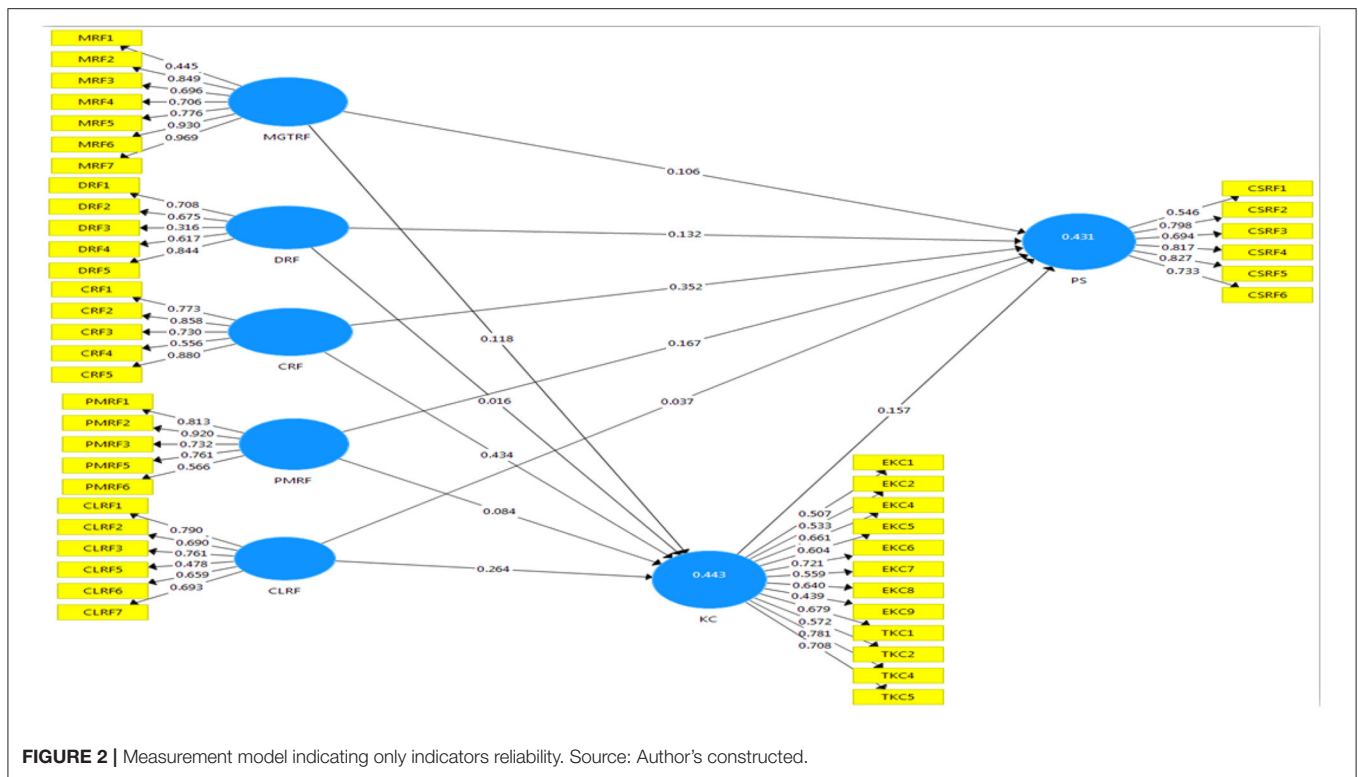 MRF1
MRF2
MRF3
MRF4
MRF5
MRF6
MRF7
0.445
0.849
0.696
0.706
0.776
0.930
0.969
MGTRF
DRF1
DRF2
DRF3
DRF4
DRF5
0.708
0.675
0.316
0.617
0.844
DRF
CRF1
CRF2
CRF3
CRF4
CRF5
0.773
0.858
0.730
0.556
0.880
CRF
PMRF1
PMRF2
PMRF3
PMRF5
PMRF6
0.813
0.920
0.732
0.761
0.566
PMRF
CLRF1
CLRF2
CLRF3
CLRF5
CLRF6
CLRF7
0.790
0.690
0.761
0.478
0.659
0.693
CLRF
0.106
0.132
0.352
0.167
0.037
0.118
0.016
0.434
0.084
0.264
0.157
0.431
PS
0.546
0.798
0.694
0.817
0.827
0.733
CSRF1
CSRF2
CSRF3
CSRF4
CSRF5
CSRF6
0.443
KC
0.507
0.533
0.661
0.604
0.721
0.559
0.640
0.439
0.679
0.572
0.781
0.708
EKC1
EKC2
EKC4
EKC5
EKC6
EKC7
EKC8
EKC9
TKC1
TKC2
TKC4
TKC5
FIGURE 2 | Measurement model indicating only indicators reliability. Source: Author's constructed.